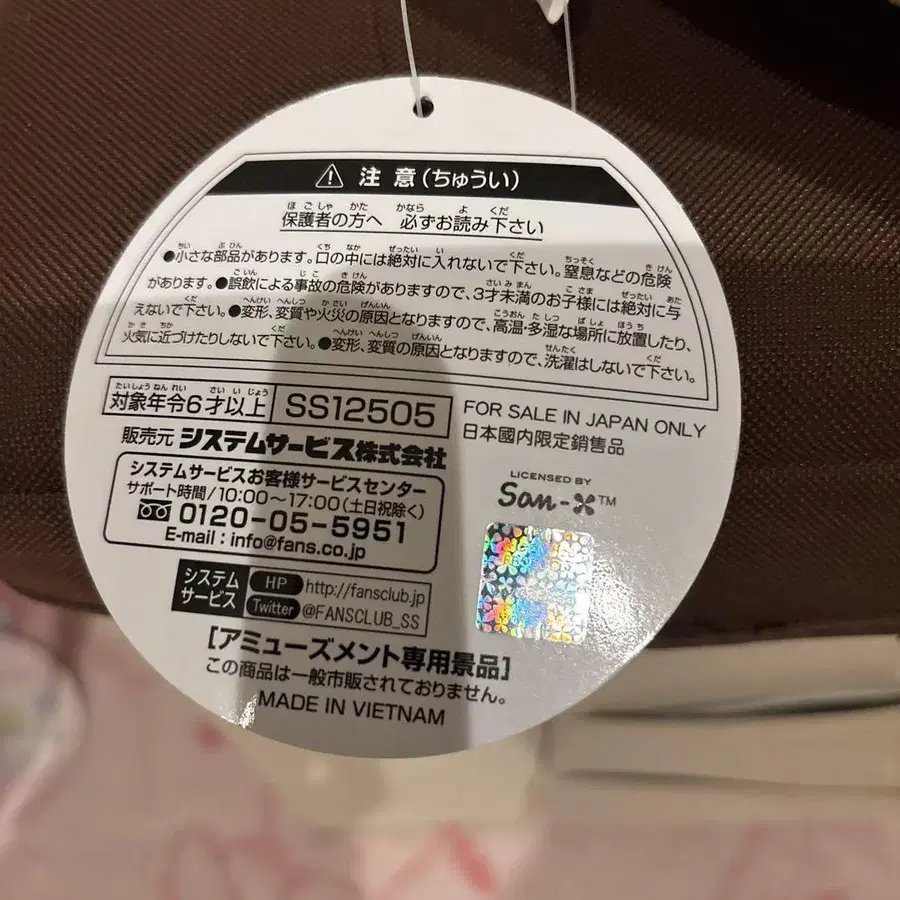 ⚠ 注意(ちゅうい)
保護者の方へ 必ずお読み下さい
●小さな部品があります。口の中には絶対に入れないで下さい。窒息などの危険
があります。●誤飲による事故の危険がありますので、3才未満のお子様には絶対に与
えないで下さい。●変形、変質や火災の原因となりますので、高温・多湿な場所に放置したり、
火気に近づけたりしないで下さい。●変形、変質の原因となりますので、洗濯はしないで下さい。
対象年令6才以上 SS12505
FOR SALE IN JAPAN ONLY
日本國内限定銷售品
販売元 システムサービス株式会社
システムサービスお客様サービスセンター
サポート時間/10:00〜17:00(土日祝除く)
0120-05-5951
E-mail : info@fans.co.jp
LICENSED BY
San-x™
システム
サービス
HP http://fansclub.jp
Twitter @FANSCLUB_SS
[アミューズメント専用景品]
この商品は一般市販されておりません。
MADE IN VIETNAM